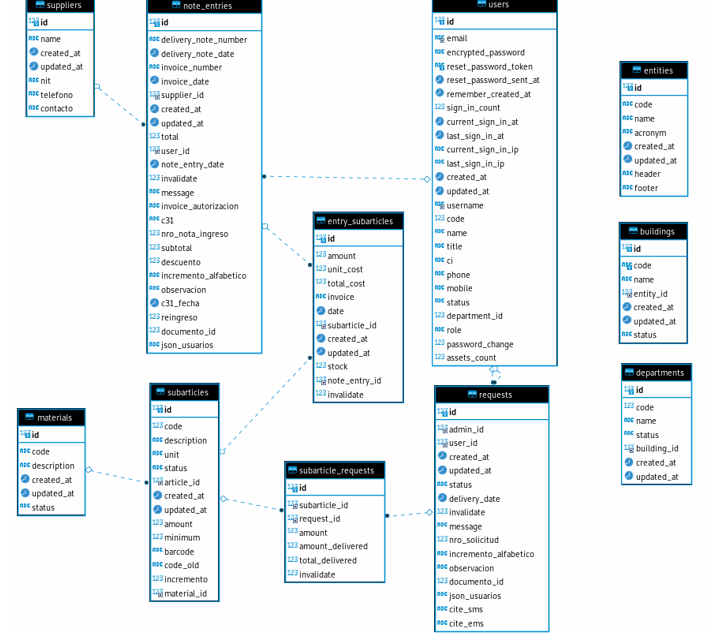 suppliers
id
name
created_at
updated_at
nit
telefono
contacto
note_entries
id
delivery_note_number
delivery_note_date
invoice_number
invoice_date
supplier_id
created_at
updated_at
total
user_id
note_entry_date
invalidate
message
invoice_autorizacion
c31
nro_nota_ingreso
subtotal
descuento
incremento_alfabetico
observacion
c31_fecha
reingreso
documento_id
json_usuarios
users
id
email
encrypted_password
reset_password_token
reset_password_sent_at
remember_created_at
sign_in_count
current_sign_in_at
last_sign_in_at
current_sign_in_ip
last_sign_in_ip
created_at
updated_at
username
code
name
title
ci
phone
mobile
status
department_id
role
password_change
assets_count
entities
id
code
name
acronym
created_at
updated_at
header
footer
entry_subarticles
id
amount
unit_cost
total_cost
invoice
date
subarticle_id
created_at
updated_at
stock
note_entry_id
invalidate
buildings
id
code
name
entity_id
created_at
updated_at
status
departments
id
code
name
status
building_id
created_at
updated_at
materials
id
code
description
created_at
updated_at
status
subarticles
id
code
description
unit
status
article_id
created_at
updated_at
amount
minimum
barcode
code_old
incremento
material_id
subarticle_requests
id
subarticle_id
request_id
amount
amount_delivered
total_delivered
invalidate
requests
id
admin_id
user_id
created_at
updated_at
status
delivery_date
invalidate
message
nro_solicitud
incremento_alfabetico
observacion
documento_id
json_usuarios
cite_sms
cite_ems